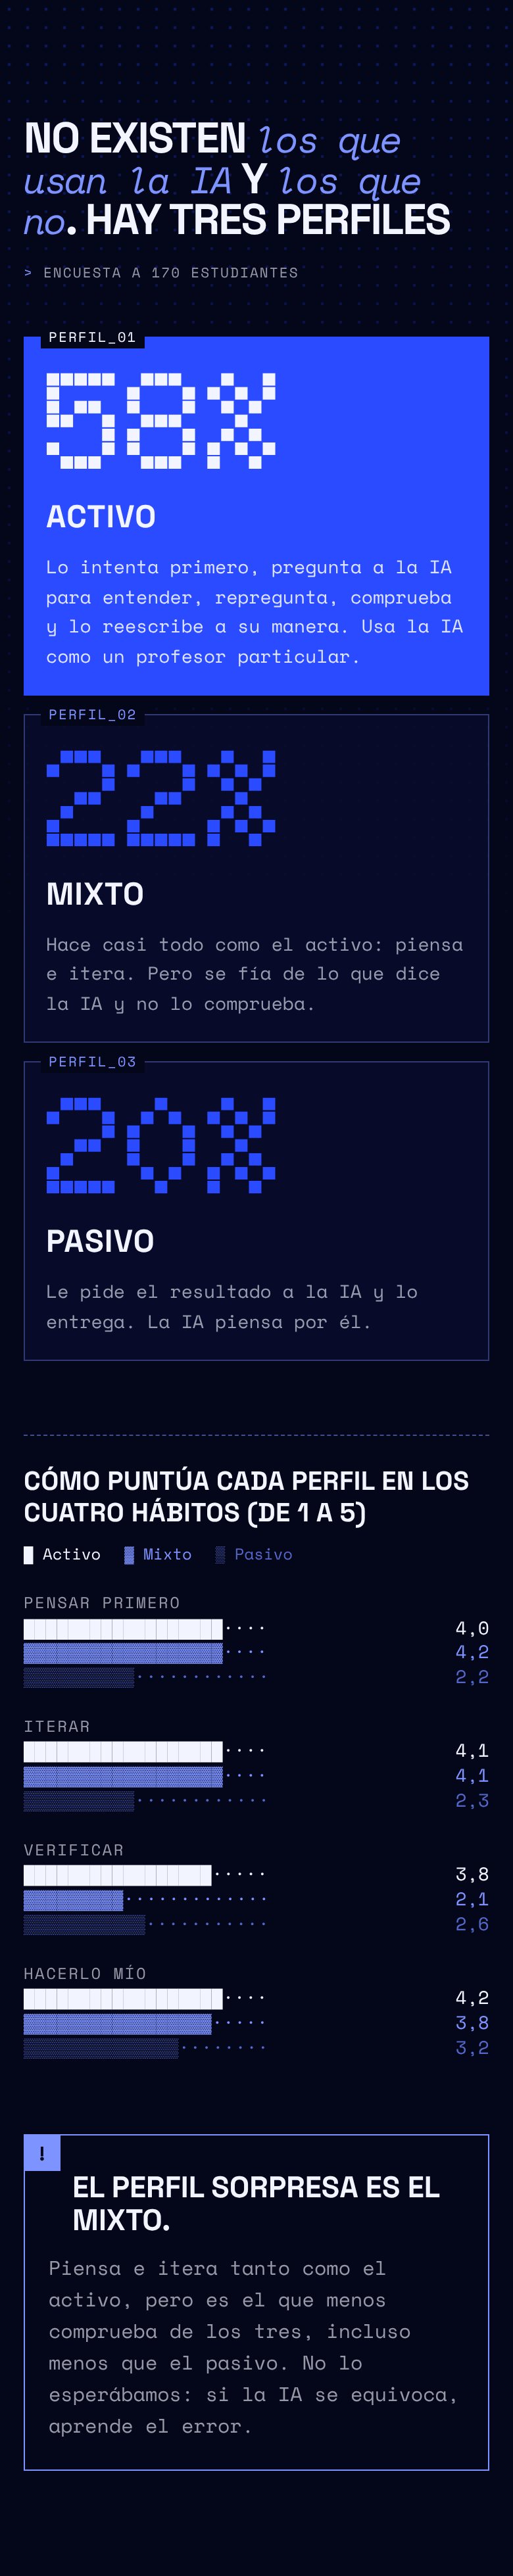 NO EXISTEN los que
usan la IA Y los que
no. HAY TRES PERFILES
> ENCUESTA A 170 ESTUDIANTES
PERFIL_01
58%
ACTIVO
Lo intenta primero, pregunta a la IA
para entender, repregunta, comprueba
y lo reescribe a su manera. Usa la IA
como un profesor particular.
PERFIL_02
22%
MIXTO
Hace casi todo como el activo: piensa
e itera. Pero se fía de lo que dice
la IA y no lo comprueba.
PERFIL_03
20%
PASIVO
Le pide el resultado a la IA y lo
entrega. La IA piensa por él.
CÓMO PUNTÚA CADA PERFIL EN LOS
CUATRO HÁBITOS (DE 1 A 5)
Activo Mixto Pasivo
PENSAR PRIMERO
4,0
4,2
2,2
ITERAR
4,1
4,1
2,3
VERIFICAR
3,8
2,1
2,6
HACERLO MÍO
4,2
3,8
3,2
!
EL PERFIL SORPRESA ES EL
MIXTO.
Piensa e itera tanto como el
activo, pero es el que menos
comprueba de los tres, incluso
menos que el pasivo. No lo
esperábamos: si la IA se equivoca,
aprende el error.